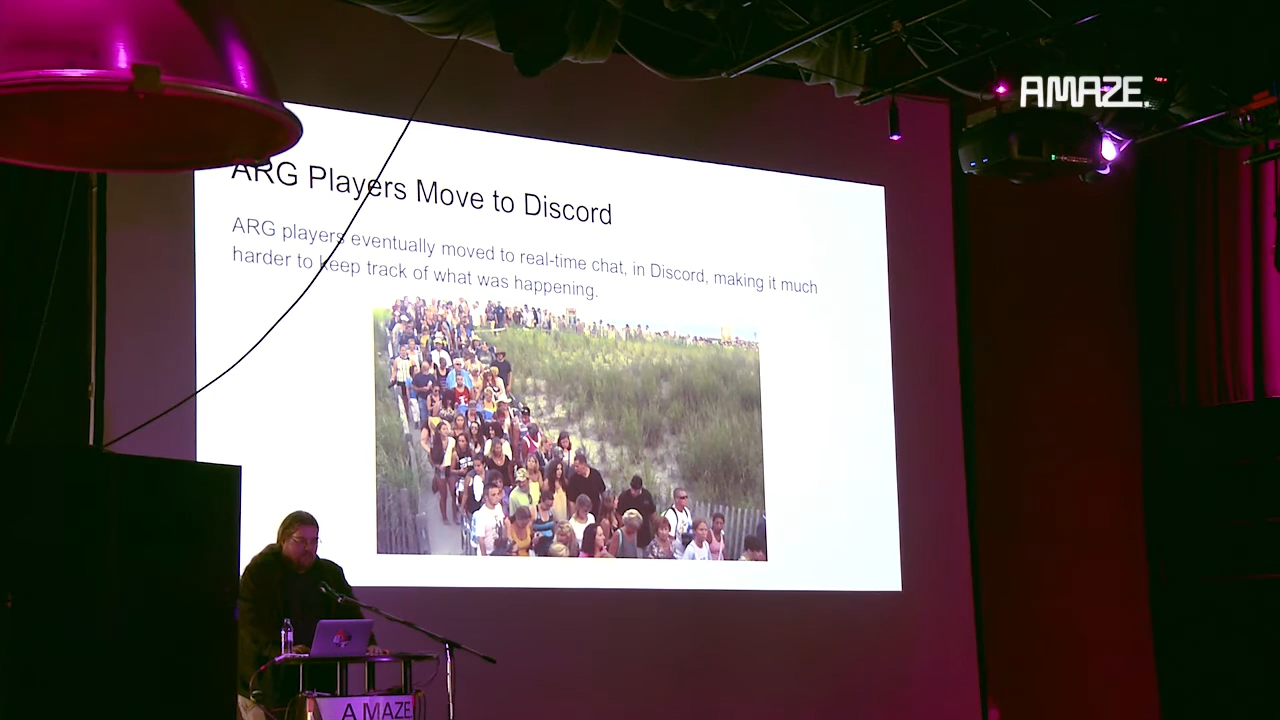 A MAZE.
ARG Players Move to Discord
ARG players eventually moved to real-time chat, in Discord, making it much
harder to keep track of what was happening.
A MAZE